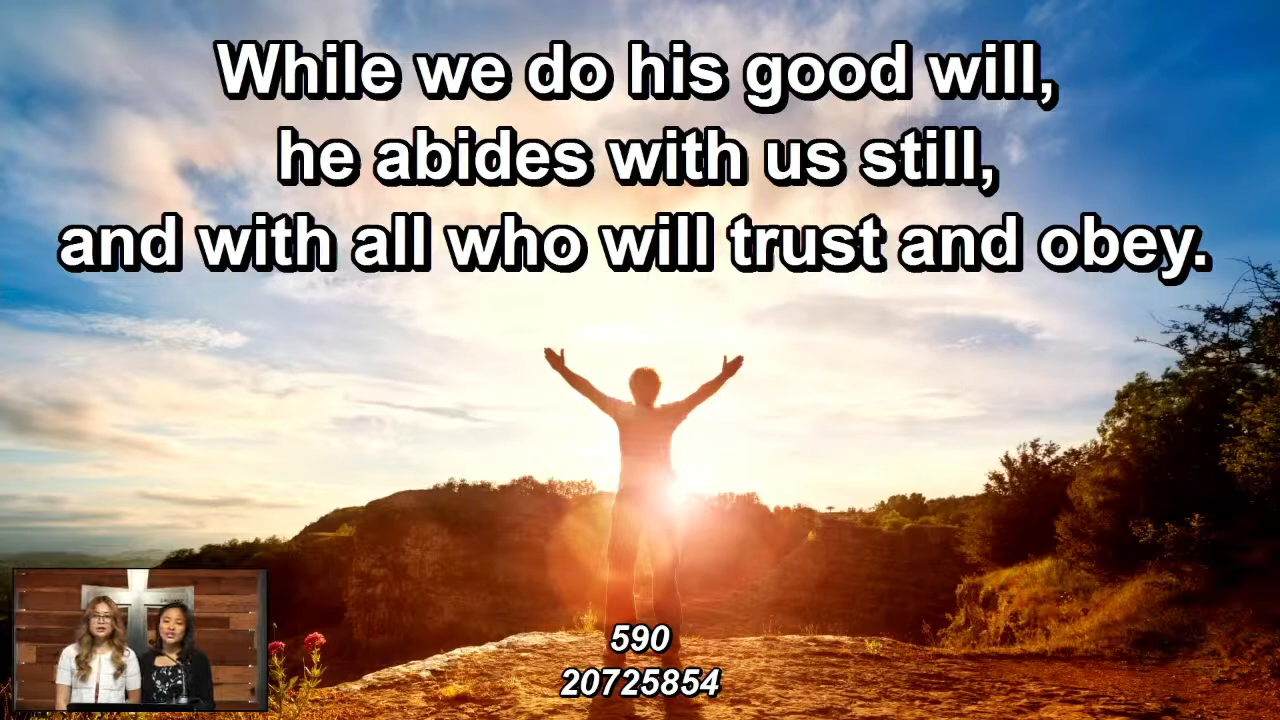 While we do his good will,
he abides with us still,
and with all who will trust and obey.
590
20725854